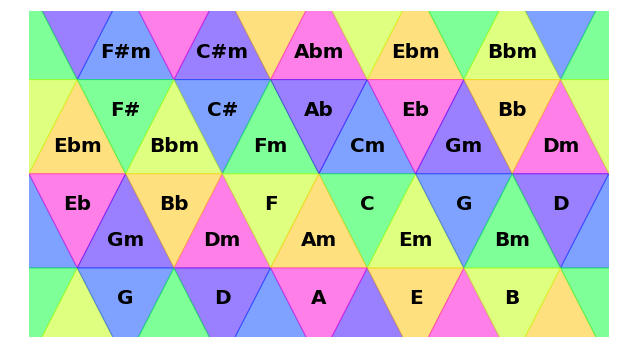 F#m C#m Abm Ebm Bbm
F# C# Ab Eb Bb
Ebm Bbm Fm Cm Gm Dm
Eb Bb F C G D
Gm Dm Am Em Bm
G D A E B